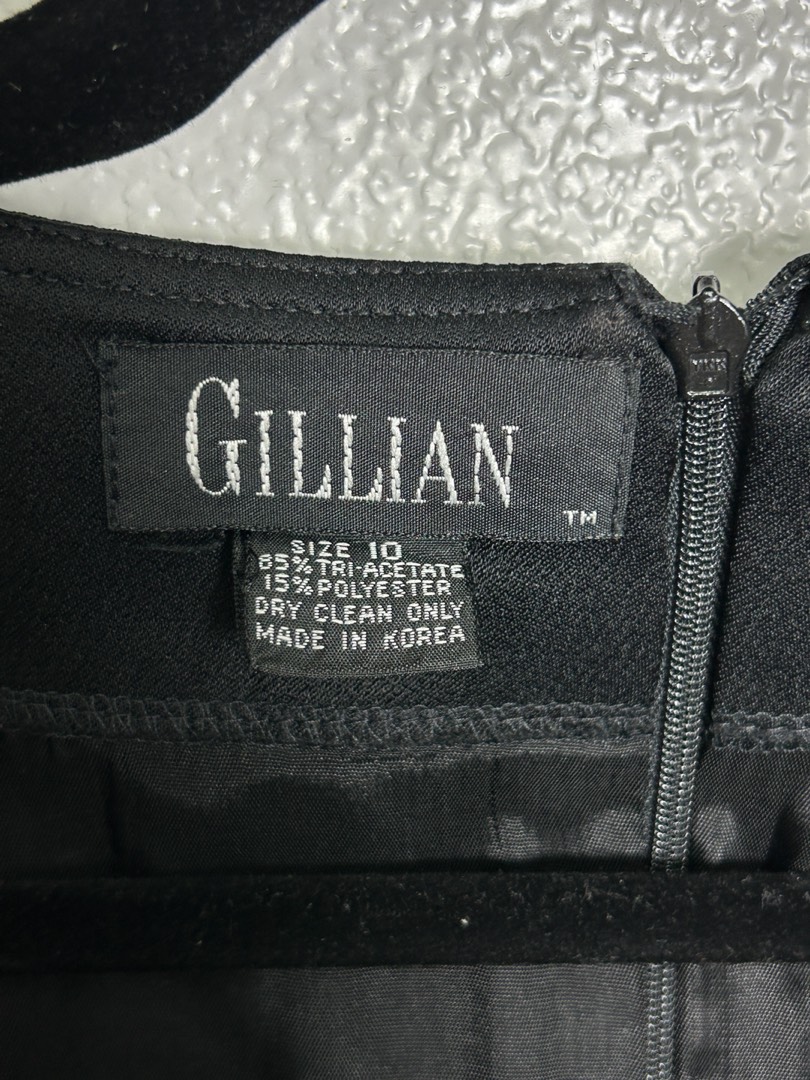 GILLIAN
TM
SIZE 10
85% TRI-ACETATE
15% POLYESTER
DRY CLEAN ONLY
MADE IN KOREA